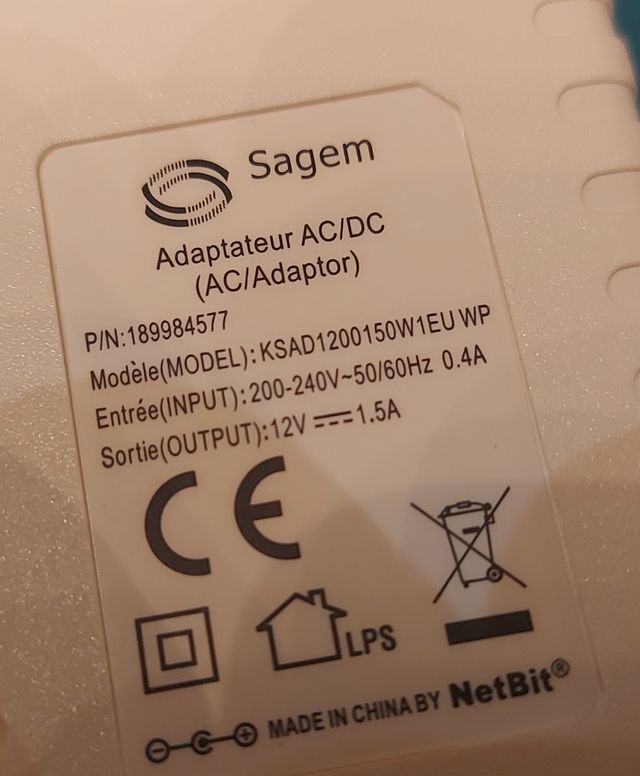 Sagem
Adaptateur AC/DC
(AC/Adaptor)
P/N:189984577
Modèle(MODEL): KSAD1200150W1EU WP
Entrée(INPUT): 200-240V~50/60Hz 0.4A
Sortie(OUTPUT): 12V ⎓ 1.5A
CE
LPS
MADE IN CHINA BY NetBit®